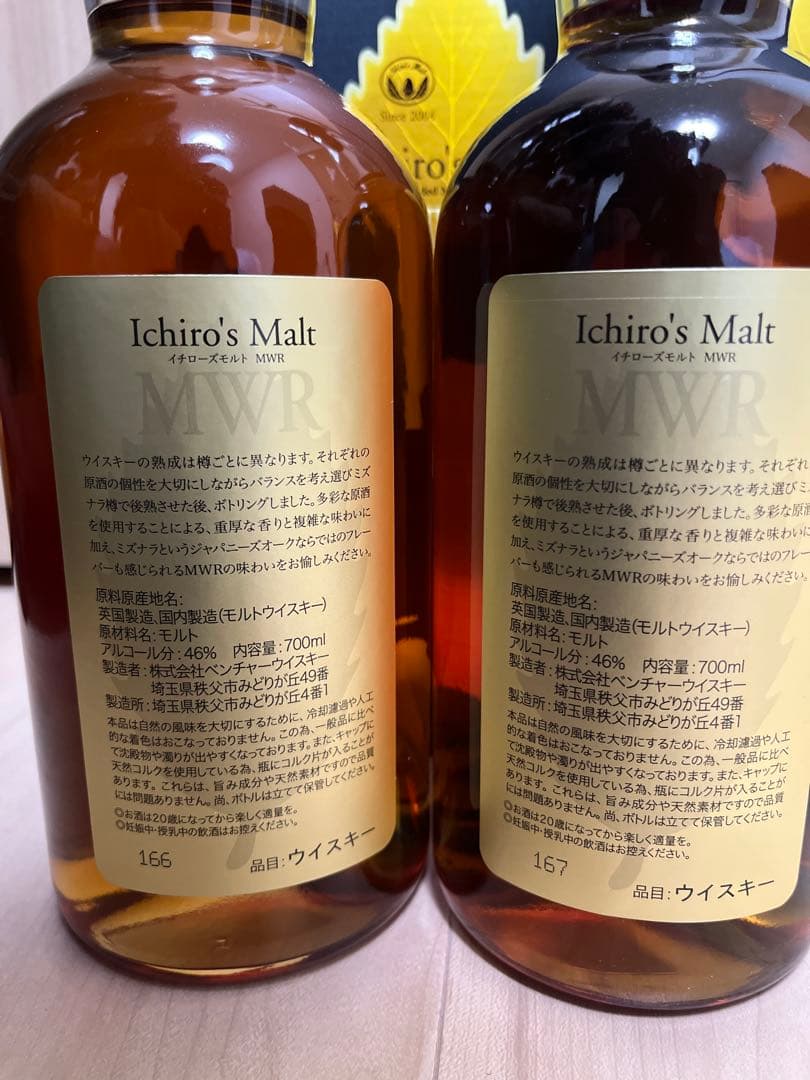 Since 2004
Ichiro's Malt
イチローズモルト MWR
MWR
ウイスキーの熟成は樽ごとに異なります。それぞれの
原酒の個性を大切にしながらバランスを考え選びミズ
ナラ樽で後熟させた後、ボトリングしました。多彩な原酒
を使用することによる、重厚な香りと複雑な味わいに
加え、ミズナラというジャパニーズオークならではのフレー
バーも感じられるMWRの味わいをお愉しみください。
原料原産地名:
英国製造、国内製造(モルトウイスキー)
原材料名:モルト
アルコール分:46% 内容量:700ml
製造者:株式会社ベンチャーウイスキー
埼玉県秩父市みどりが丘49番
製造所:埼玉県秩父市みどりが丘4番1
本品は自然の風味を大切にするために、冷却濾過や人工
的な着色はおこなっておりません。この為、一般品に比べ
て沈殿物や濁りが出やすくなっております。また、キャップに
天然コルクを使用している為、瓶にコルク片が入ることが
あります。これらは、旨み成分や天然素材ですので品質
には問題ありません。尚、ボトルは立てて保管してください。
◎お酒は20歳になってから楽しく適量を。
◎妊娠中・授乳中の飲酒はお控えください。
166
品目:ウイスキー
Ichiro's Malt
イチローズモルト MWR
MWR
ウイスキーの熟成は樽ごとに異なります。それぞれの
原酒の個性を大切にしながらバランスを考え選びミズ
ナラ樽で後熟させた後、ボトリングしました。多彩な原酒
を使用することによる、重厚な香りと複雑な味わいに
加え、ミズナラというジャパニーズオークならではのフレー
バーも感じられるMWRの味わいをお愉しみください。
原料原産地名:
英国製造、国内製造(モルトウイスキー)
原材料名:モルト
アルコール分:46% 内容量:700ml
製造者:株式会社ベンチャーウイスキー
埼玉県秩父市みどりが丘49番
製造所:埼玉県秩父市みどりが丘4番1
本品は自然の風味を大切にするために、冷却濾過や人工
的な着色はおこなっておりません。この為、一般品に比べ
て沈殿物や濁りが出やすくなっております。また、キャップに
天然コルクを使用している為、瓶にコルク片が入ることが
あります。これらは、旨み成分や天然素材ですので品質
には問題ありません。尚、ボトルは立てて保管してください。
◎お酒は20歳になってから楽しく適量を。
◎妊娠中・授乳中の飲酒はお控えください。
167
品目:ウイスキー